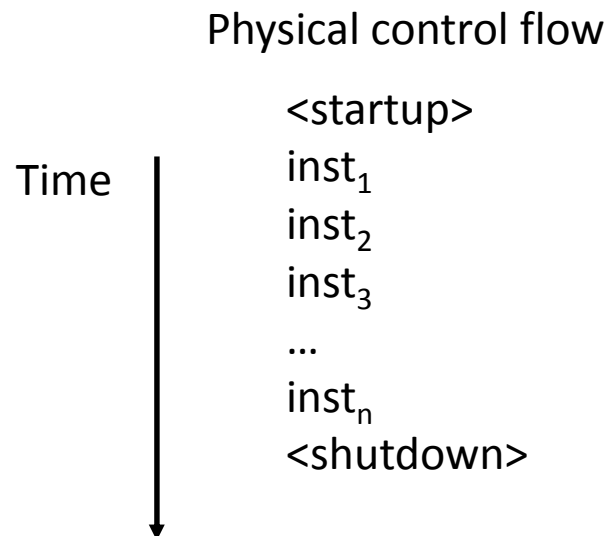 Physical control flow
<startup>
Time
inst₁
inst₂
inst₃
…
instₙ
<shutdown>